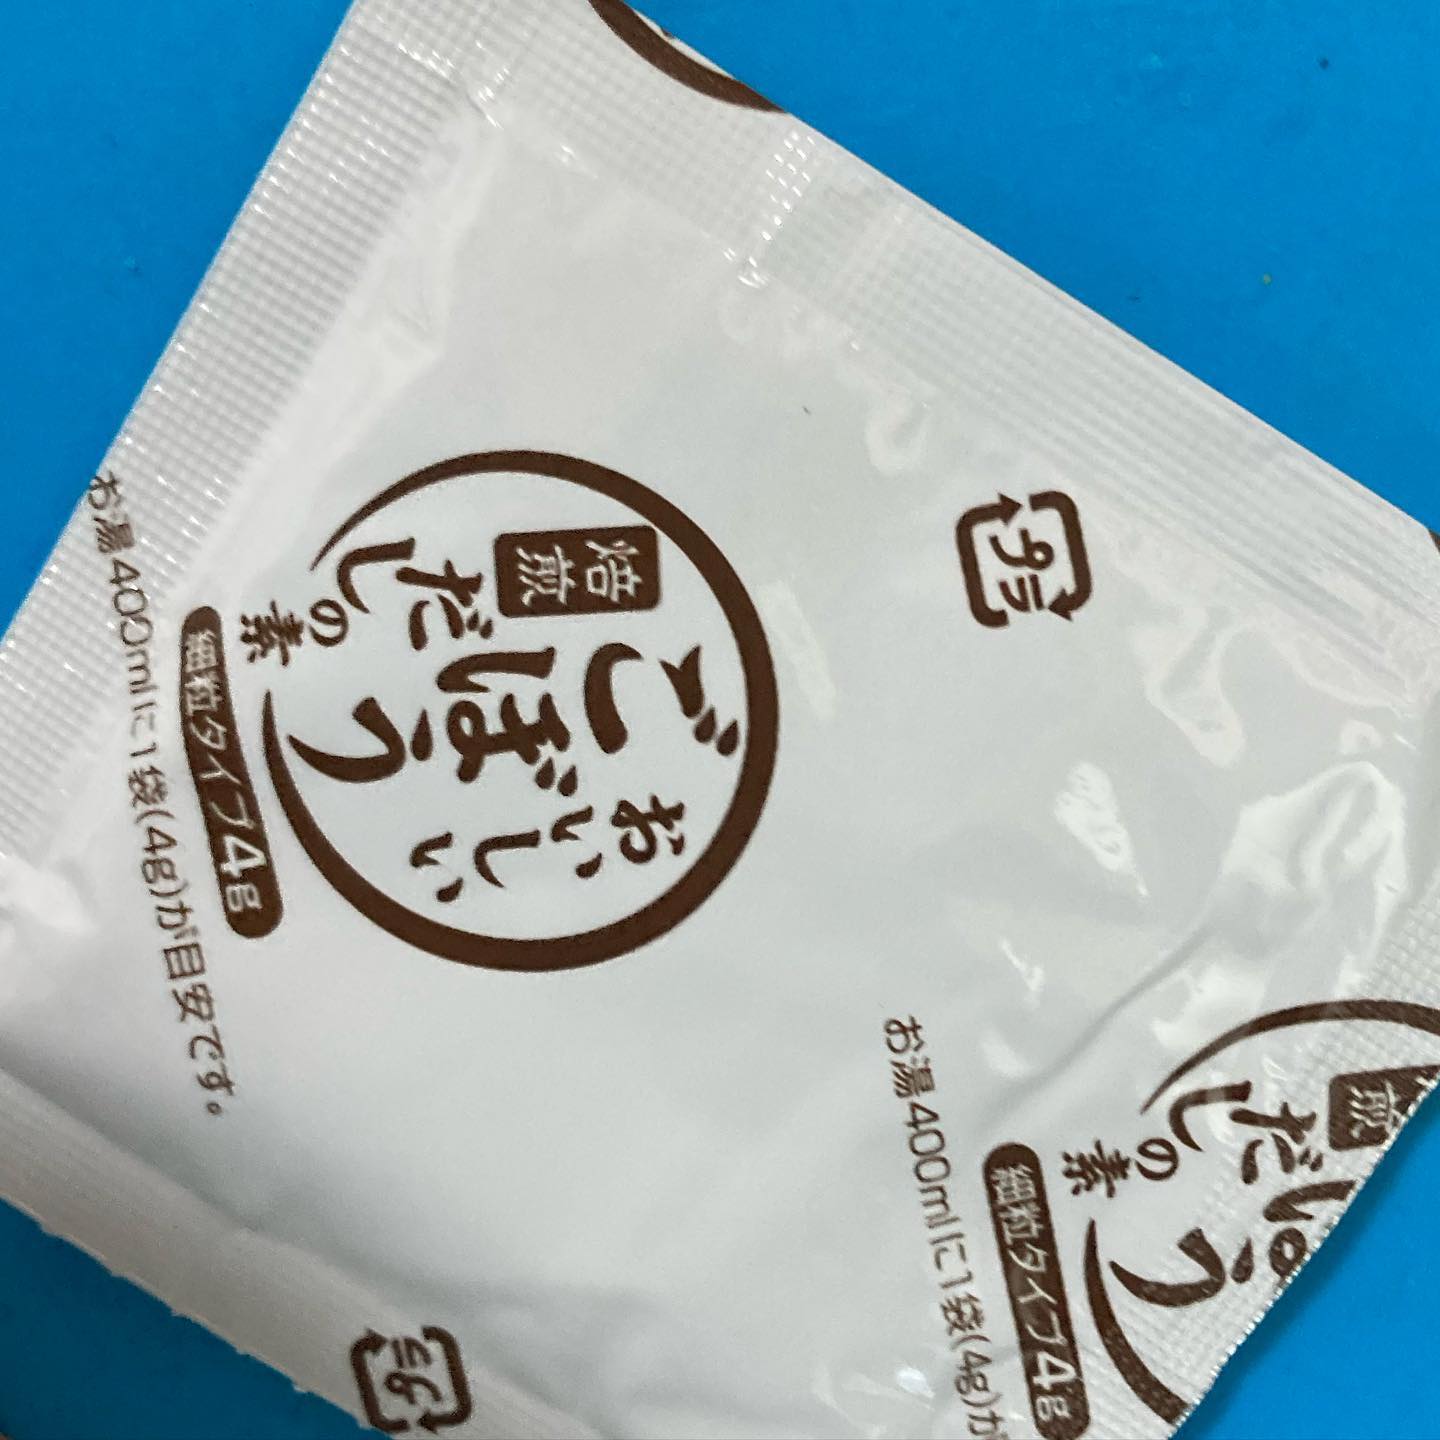 おいしい
ごぼう
焙煎
だしの素
細粒タイプ4g
お湯400mlに1袋(4g)が目安です。
プラ
煎
だしの素
ぼう
細粒タイプ4g
お湯400mlに1袋(4g)が
プラ